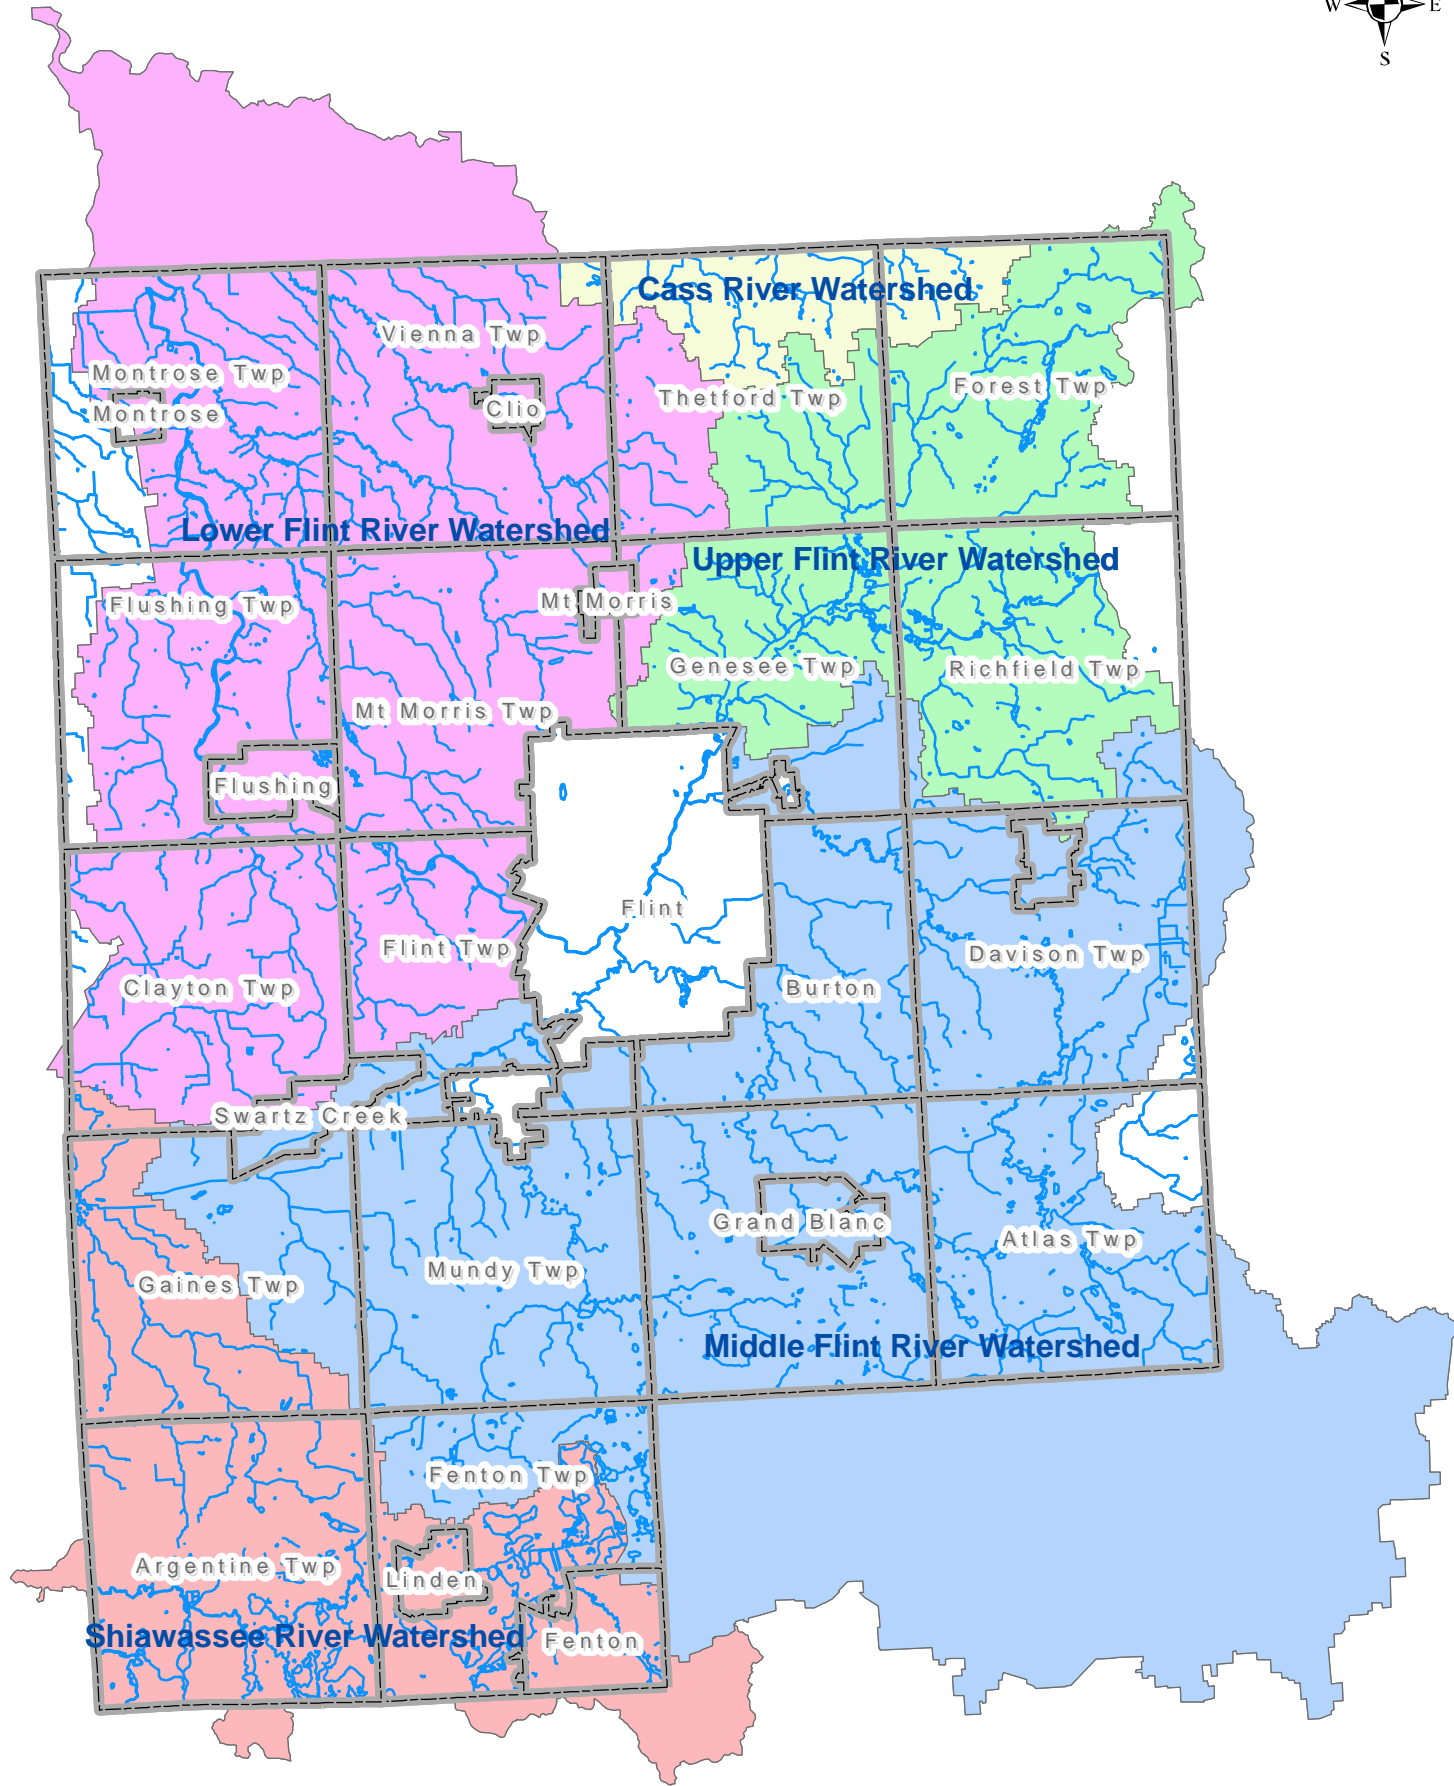 W E
S
Cass River Watershed
Vienna Twp
Montrose Twp
Forest Twp
Thetford Twp
Montrose
Clio
Lower Flint River Watershed
Upper Flint River Watershed
Flushing Twp
Mt Morris
Genesee Twp
Richfield Twp
Mt Morris Twp
Flushing
Flint
Flint Twp
Davison Twp
Clayton Twp
Burton
Swartz Creek
Grand Blanc
Atlas Twp
Mundy Twp
Gaines Twp
Middle Flint River Watershed
Fenton Twp
Argentine Twp
Linden
Shiawassee River Watershed
Fenton